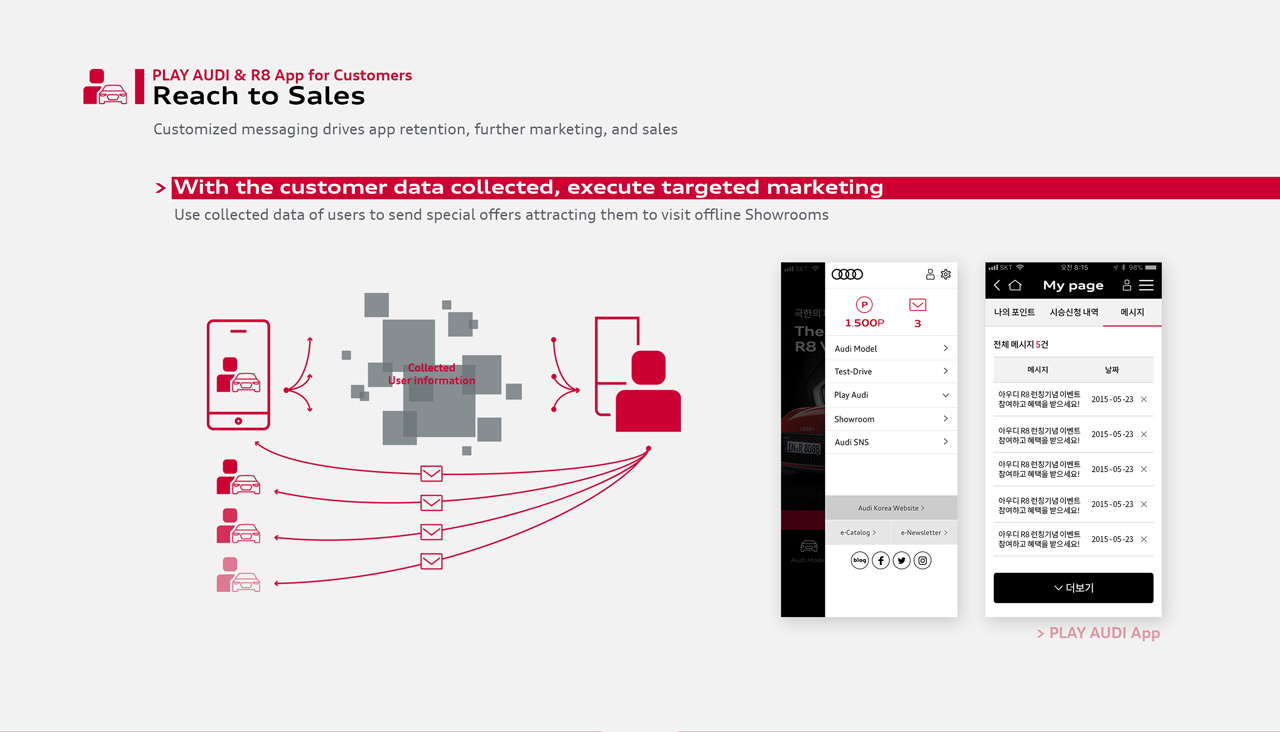 PLAY AUDI & R8 App for Customers
Reach to Sales
Customized messaging drives app retention, further marketing, and sales
> With the customer data collected, execute targeted marketing
Use collected data of users to send special offers attracting them to visit offline Showrooms
Collected
User information
SKT
극한의
The
R8 V
IN·R 8088
Audi Mode
P
1,500P
3
Audi Model >
Test-Drive >
Play Audi
Showroom >
Audi SNS >
Audi Korea Website >
e-Catalog >
e-Newsletter >
blog
SKT 오전 8:15 98%
My page
나의 포인트 시승신청 내역 메시지
전체 메시지 5건
메시지 날짜
아우디 R8 런칭기념 이벤트
참여하고 혜택을 받으세요! 2015-05-23 ×
아우디 R8 런칭기념 이벤트
참여하고 혜택을 받으세요! 2015-05-23 ×
아우디 R8 런칭기념 이벤트
참여하고 혜택을 받으세요! 2015-05-23 ×
아우디 R8 런칭기념 이벤트
참여하고 혜택을 받으세요! 2015-05-23 ×
아우디 R8 런칭기념 이벤트
참여하고 혜택을 받으세요! 2015-05-23 ×
더보기
> PLAY AUDI App